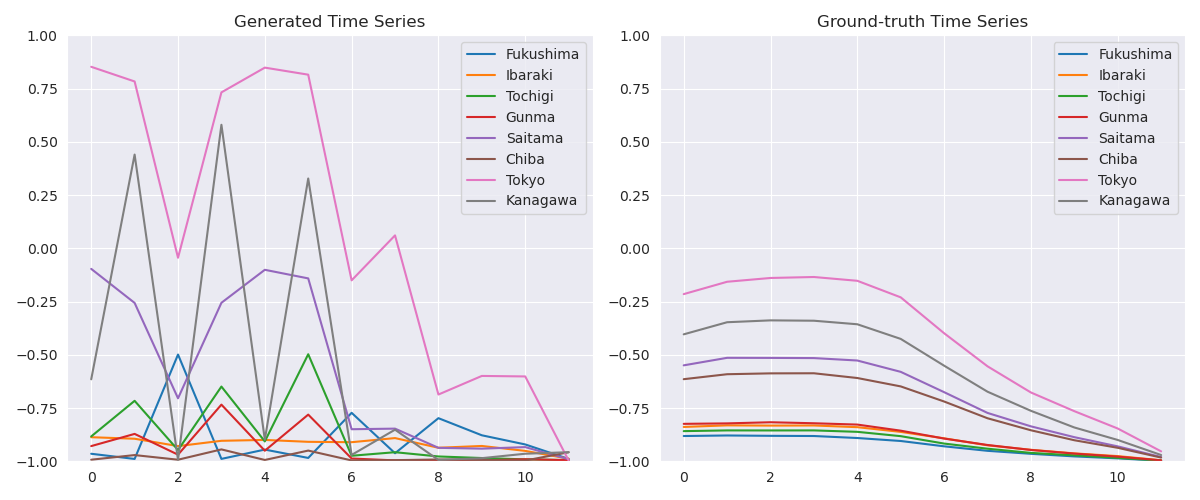 Generated Time Series
1.00
0.75
0.50
0.25
0.00
−0.25
−0.50
−0.75
−1.00
0 2 4 6 8 10
Fukushima
Ibaraki
Tochigi
Gunma
Saitama
Chiba
Tokyo
Kanagawa
Ground-truth Time Series
1.00
0.75
0.50
0.25
0.00
−0.25
−0.50
−0.75
−1.00
0 2 4 6 8 10
Fukushima
Ibaraki
Tochigi
Gunma
Saitama
Chiba
Tokyo
Kanagawa